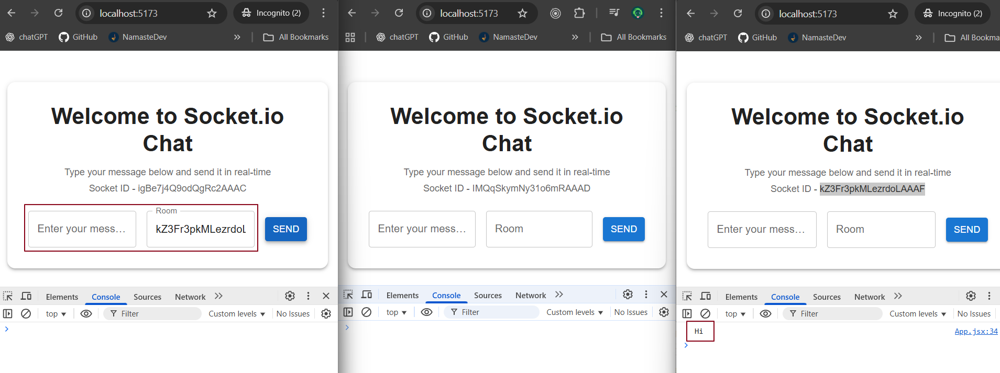 localhost:5173
Incognito (2)
chatGPT
GitHub
NamasteDev
All Bookmarks
Welcome to Socket.io
Chat
Type your message below and send it in real-time
Socket ID - igBe7j4Q9odQgRc2AAAC
Room
Enter your mess…
kZ3Fr3pkMLezrdoL
SEND
Elements
Console
Sources
Network
top
Filter
Custom levels
No Issues
localhost:5173
chatGPT
GitHub
NamasteDev
All Bookmarks
Welcome to Socket.io
Chat
Type your message below and send it in real-time
Socket ID - IMQqSkymNy31o6mRAAAD
Enter your mess…
Room
SEND
Elements
Console
Sources
Network
top
Filter
Custom levels
No Issues
localhost:5173
Incognito (2)
chatGPT
GitHub
NamasteDev
All Bookma
Welcome to Socket.io
Chat
Type your message below and send it in real-time
Socket ID - kZ3Fr3pkMLezrdoLAAAF
Enter your mess…
Room
SEND
Elements
Console
Sources
Network
top
Filter
Custom levels
No Issues
Hi
App.jsx:34